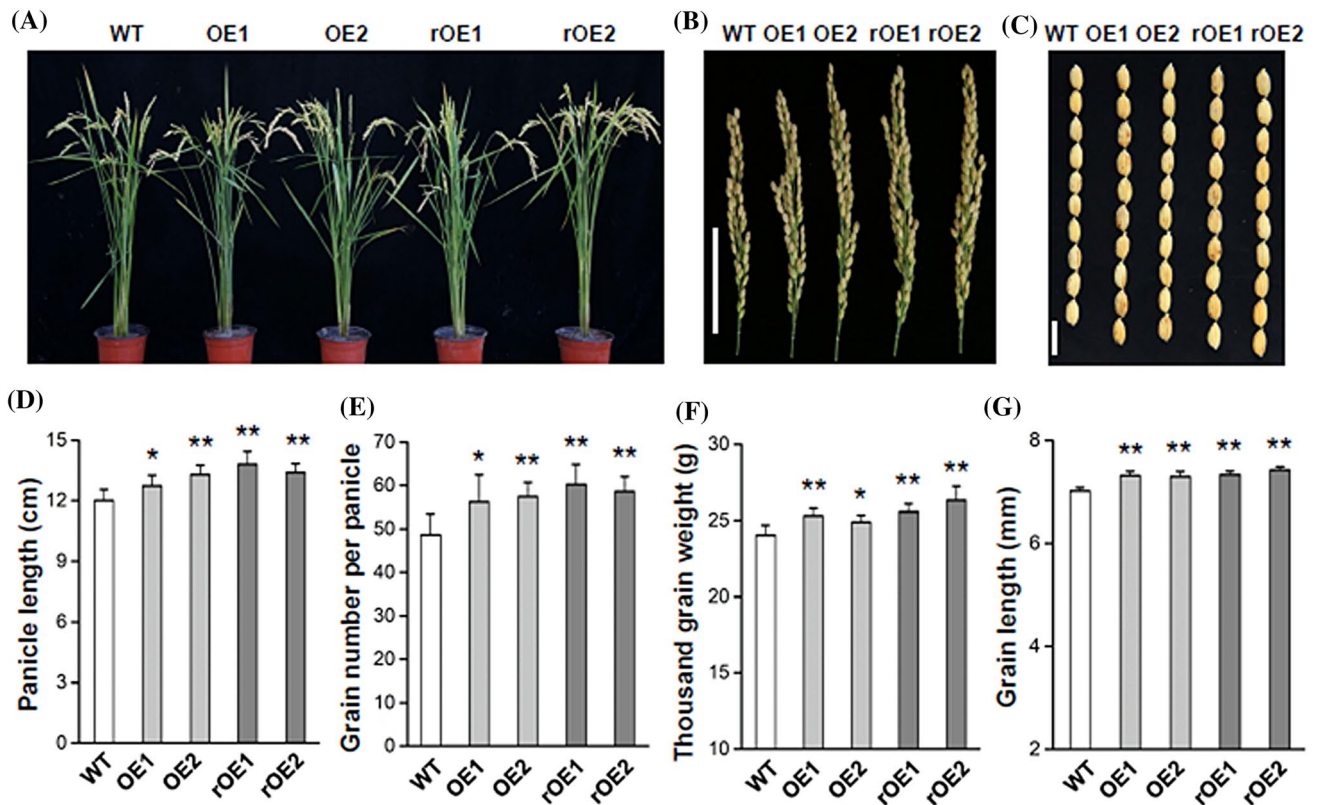 (A)
WT OE1 OE2 rOE1 rOE2
(B)
WT OE1 OE2 rOE1 rOE2
(C)
WT OE1 OE2 rOE1 rOE2
(D)
Panicle length (cm)
15
12
9
6
3
0
* ** ** **
WT OE1 OE2 rOE1 rOE2
(E)
Grain number per panicle
70
60
50
40
30
20
10
0
* ** ** **
WT OE1 OE2 rOE1 rOE2
(F)
Thousand grain weight (g)
30
25
20
15
10
** * ** **
WT OE1 OE2 rOE1 rOE2
(G)
Grain length (mm)
8
6
4
2
** ** ** **
WT OE1 OE2 rOE1 rOE2